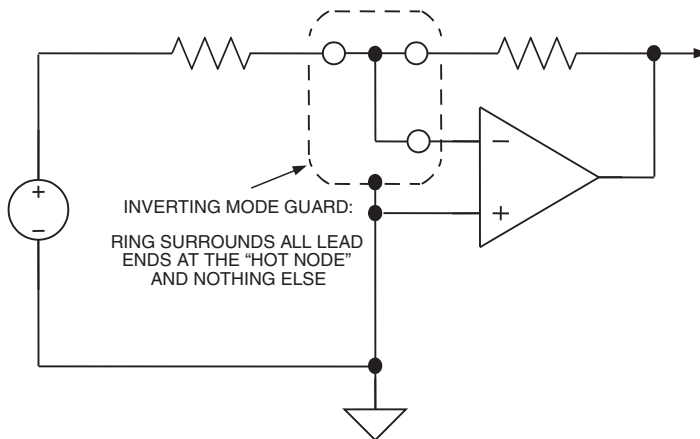 +
−
−
+
INVERTING MODE GUARD:
RING SURROUNDS ALL LEAD
ENDS AT THE “HOT NODE”
AND NOTHING ELSE